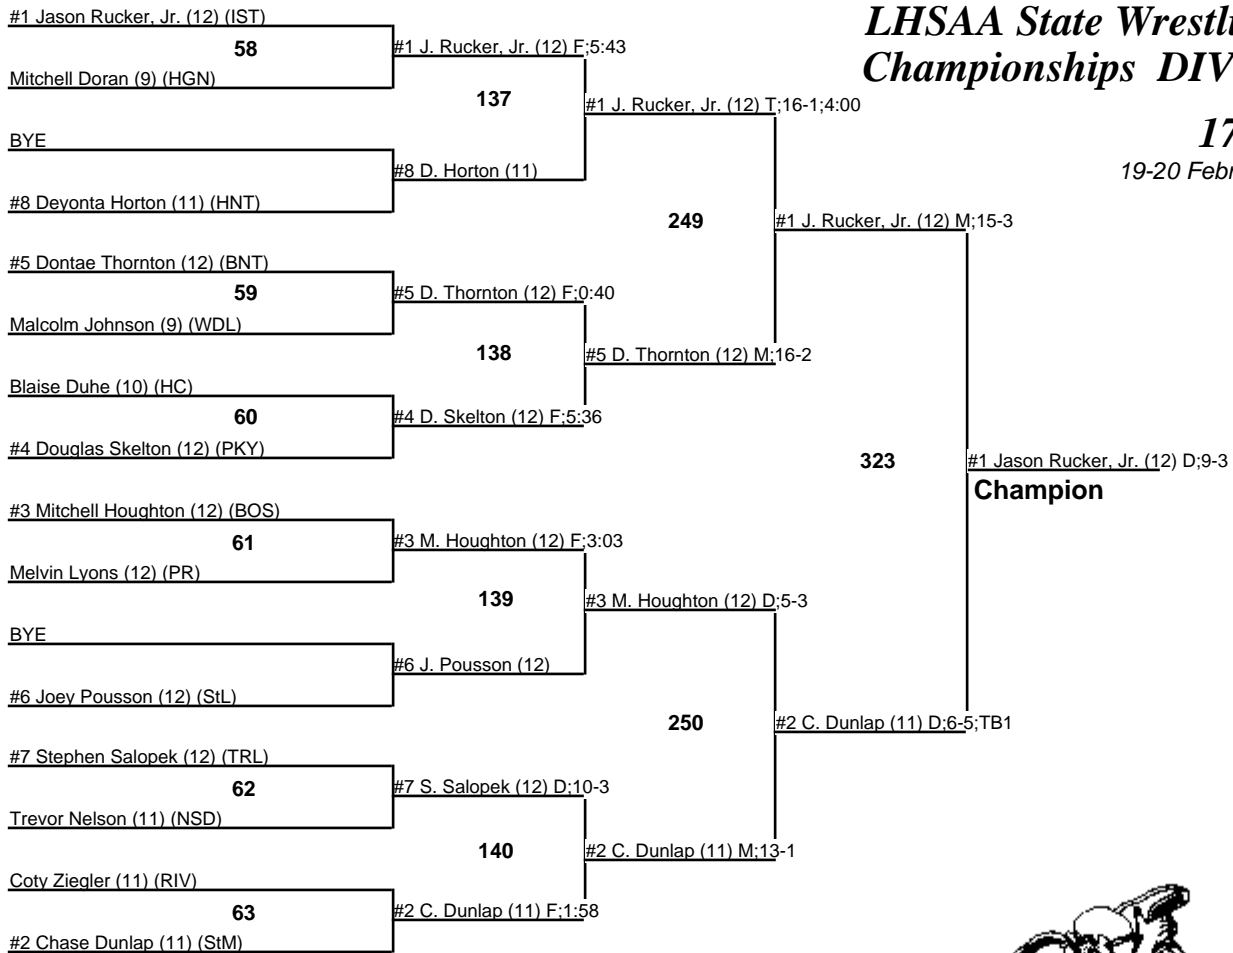 LHSAA State Wrestli
Championships DIV
17
19-20 Febr
#1 Jason Rucker, Jr. (12) (IST)
58
Mitchell Doran (9) (HGN)
#1 J. Rucker, Jr. (12) F;5:43
137
#1 J. Rucker, Jr. (12) T;16-1;4:00
BYE
#8 D. Horton (11)
#8 Deyonta Horton (11) (HNT)
249
#1 J. Rucker, Jr. (12) M;15-3
#5 Dontae Thornton (12) (BNT)
59
#5 D. Thornton (12) F;0:40
Malcolm Johnson (9) (WDL)
138
#5 D. Thornton (12) M;16-2
Blaise Duhe (10) (HC)
60
#4 D. Skelton (12) F;5:36
#4 Douglas Skelton (12) (PKY)
323
#1 Jason Rucker, Jr. (12) D;9-3
Champion
#3 Mitchell Houghton (12) (BOS)
61
#3 M. Houghton (12) F;3:03
Melvin Lyons (12) (PR)
139
#3 M. Houghton (12) D;5-3
BYE
#6 J. Pousson (12)
#6 Joey Pousson (12) (StL)
250
#2 C. Dunlap (11) D;6-5;TB1
#7 Stephen Salopek (12) (TRL)
62
#7 S. Salopek (12) D;10-3
Trevor Nelson (11) (NSD)
140
#2 C. Dunlap (11) M;13-1
Coty Ziegler (11) (RIV)
63
#2 C. Dunlap (11) F;1:58
#2 Chase Dunlap (11) (StM)